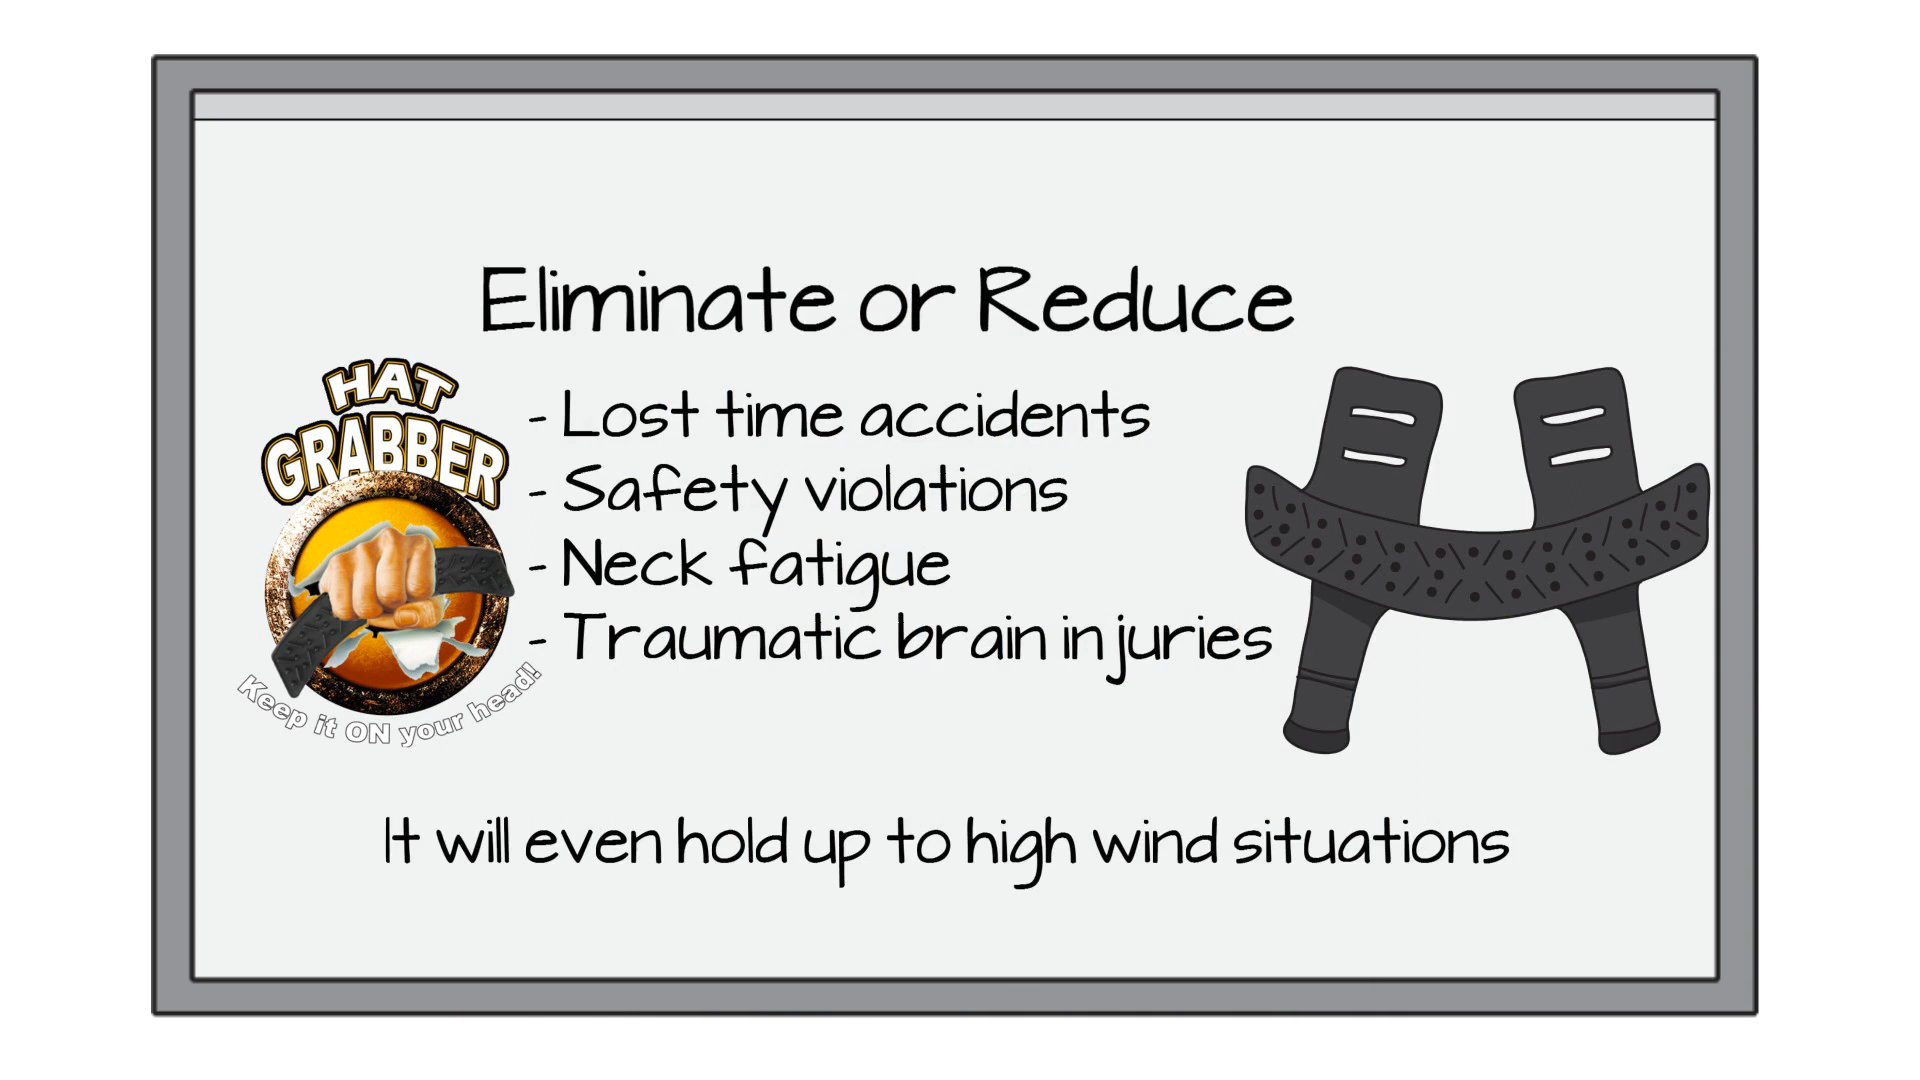 Eliminate or Reduce
HAT
GRABBER
Keep it ON your head!
- Lost time accidents
- Safety violations
- Neck fatigue
- Traumatic brain injuries
It will even hold up to high wind situations